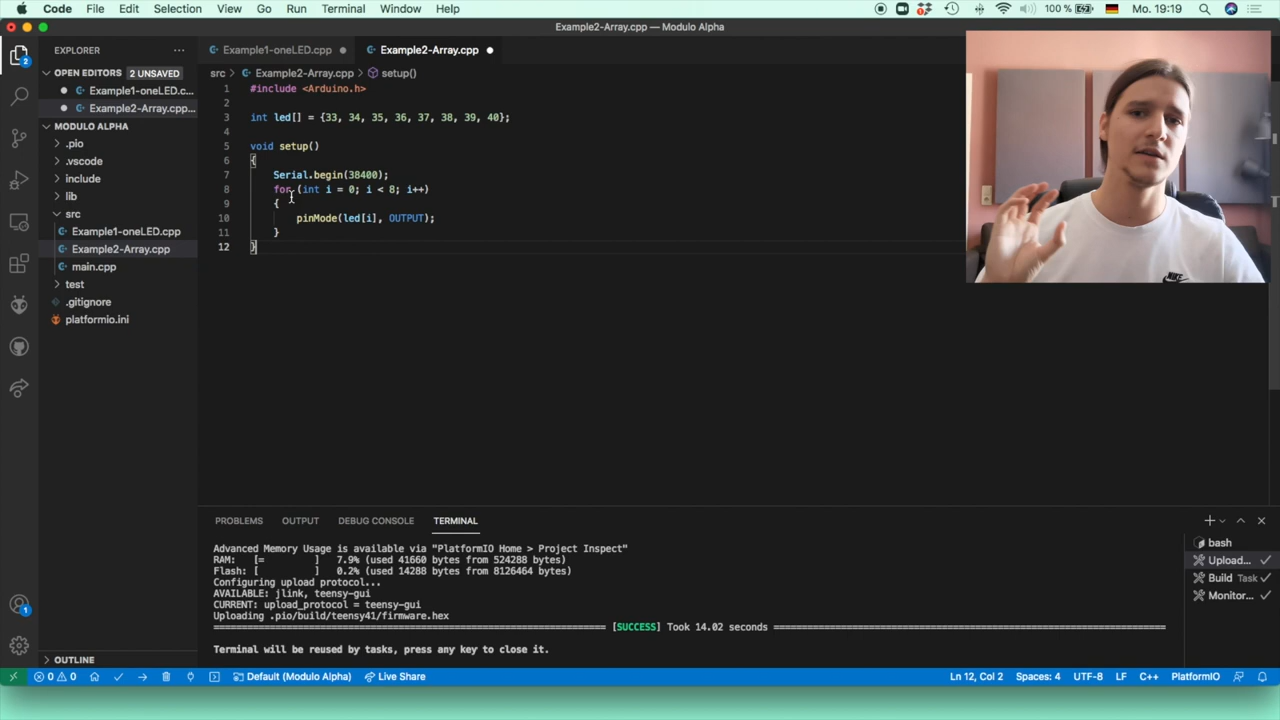 Code File Edit Selection View Go Run Terminal Window Help 100 % Mo. 19:19
Example2-Array.cpp — Modulo Alpha
EXPLORER
Example1-oneLED.cpp Example2-Array.cpp
OPEN EDITORS 2 UNSAVED
src > Example2-Array.cpp > setup()
Example1-oneLED.c...
Example2-Array.cpp...
MODULO ALPHA
.pio
.vscode
include
lib
src
Example1-oneLED.cpp
Example2-Array.cpp
main.cpp
test
.gitignore
platformio.ini
1 #include <Arduino.h>
2
3 int led[] = {33, 34, 35, 36, 37, 38, 39, 40};
4
5 void setup()
6 {
7 Serial.begin(38400);
8 for (int i = 0; i < 8; i++)
9 {
10 pinMode(led[i], OUTPUT);
11 }
12 }
PROBLEMS OUTPUT DEBUG CONSOLE TERMINAL
Advanced Memory Usage is available via "PlatformIO Home > Project Inspect"
RAM: [= ] 7.9% (used 41660 bytes from 524288 bytes)
Flash: [ ] 0.2% (used 14288 bytes from 8126464 bytes)
Configuring upload protocol...
AVAILABLE: jlink, teensy-gui
CURRENT: upload_protocol = teensy-gui
Uploading .pio/build/teensy41/firmware.hex
[SUCCESS] Took 14.02 seconds
Terminal will be reused by tasks, press any key to close it.
bash
Upload...
Build Task
Monitor...
2
1
OUTLINE
0 0 Default (Modulo Alpha) Live Share Ln 12, Col 2 Spaces: 4 UTF-8 LF C++ PlatformIO